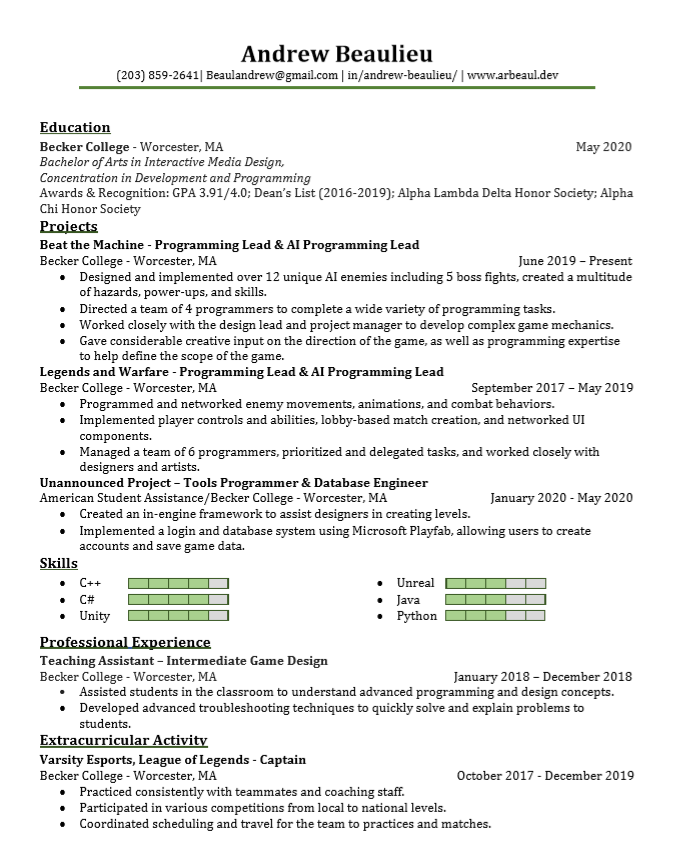 Andrew Beaulieu
(203) 859-2641| Beaulandrew@gmail.com | in/andrew-beaulieu/ | www.arbeaul.dev
Education
Becker College - Worcester, MA May 2020
Bachelor of Arts in Interactive Media Design,
Concentration in Development and Programming
Awards & Recognition: GPA 3.91/4.0; Dean's List (2016-2019); Alpha Lambda Delta Honor Society; Alpha
Chi Honor Society
Projects
Beat the Machine - Programming Lead & AI Programming Lead
Becker College - Worcester, MA June 2019 – Present
• Designed and implemented over 12 unique AI enemies including 5 boss fights, created a multitude
of hazards, power-ups, and skills.
• Directed a team of 4 programmers to complete a wide variety of programming tasks.
• Worked closely with the design lead and project manager to develop complex game mechanics.
• Gave considerable creative input on the direction of the game, as well as programming expertise
to help define the scope of the game.
Legends and Warfare - Programming Lead & AI Programming Lead
Becker College - Worcester, MA September 2017 – May 2019
• Programmed and networked enemy movements, animations, and combat behaviors.
• Implemented player controls and abilities, lobby-based match creation, and networked UI
components.
• Managed a team of 6 programmers, prioritized and delegated tasks, and worked closely with
designers and artists.
Unannounced Project – Tools Programmer & Database Engineer
American Student Assistance/Becker College - Worcester, MA January 2020 - May 2020
• Created an in-engine framework to assist designers in creating levels.
• Implemented a login and database system using Microsoft Playfab, allowing users to create
accounts and save game data.
Skills
• C++ • Unreal
• C# • Java
• Unity • Python
Professional Experience
Teaching Assistant – Intermediate Game Design
Becker College - Worcester, MA January 2018 – December 2018
• Assisted students in the classroom to understand advanced programming and design concepts.
• Developed advanced troubleshooting techniques to quickly solve and explain problems to
students.
Extracurricular Activity
Varsity Esports, League of Legends - Captain
Becker College - Worcester, MA October 2017 - December 2019
• Practiced consistently with teammates and coaching staff.
• Participated in various competitions from local to national levels.
• Coordinated scheduling and travel for the team to practices and matches.